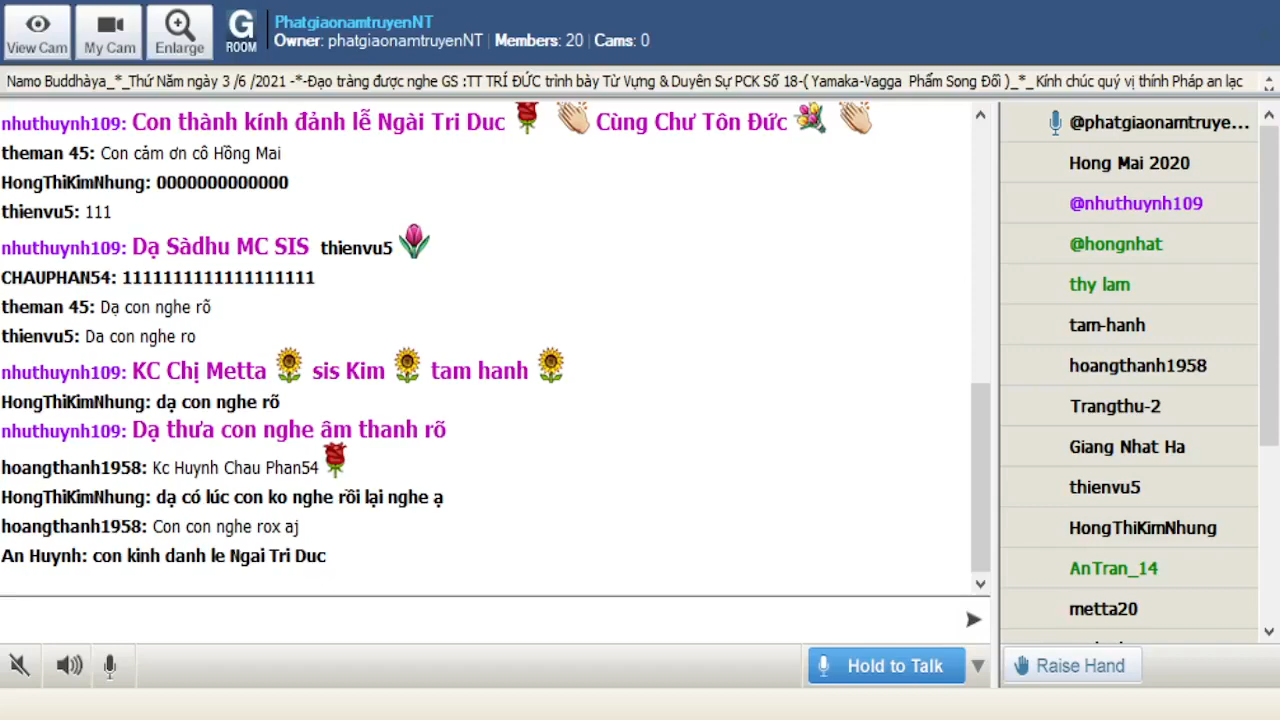 View Cam
My Cam
Enlarge
G
ROOM
PhatgiaonamtruyenNT
Owner: phatgiaonamtruyenNT | Members: 20 | Cams: 0
Namo Buddhàya_*_Thứ Năm ngày 3 /6 /2021 -*-Đạo tràng được nghe GS :TT TRÍ ĐỨC trình bày Từ Vựng & Duyên Sự PCK Số 18-( Yamaka-Vagga Phẩm Song Đối )_*_ Kính chúc quý vị thính Pháp an lạc
nhuthuynh109: Con thành kính đảnh lễ Ngài Tri Duc Cùng Chư Tôn Đức
theman 45: Con cảm ơn cô Hồng Mai
HongThiKimNhung: 0000000000000
thienvu5: 111
nhuthuynh109: Dạ Sàdhu MC SIS thienvu5
CHAUPHAN54: 1111111111111111111
theman 45: Dạ con nghe rõ
thienvu5: Da con nghe ro
nhuthuynh109: KC Chị Metta sis Kim tam hanh
HongThiKimNhung: dạ con nghe rõ
nhuthuynh109: Dạ thưa con nghe âm thanh rõ
hoangthanh1958: Kc Huynh Chau Phan54
HongThiKimNhung: dạ có lúc con ko nghe rồi lại nghe ạ
hoangthanh1958: Con con nghe rox aj
An Huynh: con kinh danh le Ngai Tri Duc
@phatgiaonamtruye...
Hong Mai 2020
@nhuthuynh109
@hongnhat
thy lam
tam-hanh
hoangthanh1958
Trangthu-2
Giang Nhat Ha
thienvu5
HongThiKimNhung
AnTran_14
metta20
Hold to Talk
Raise Hand